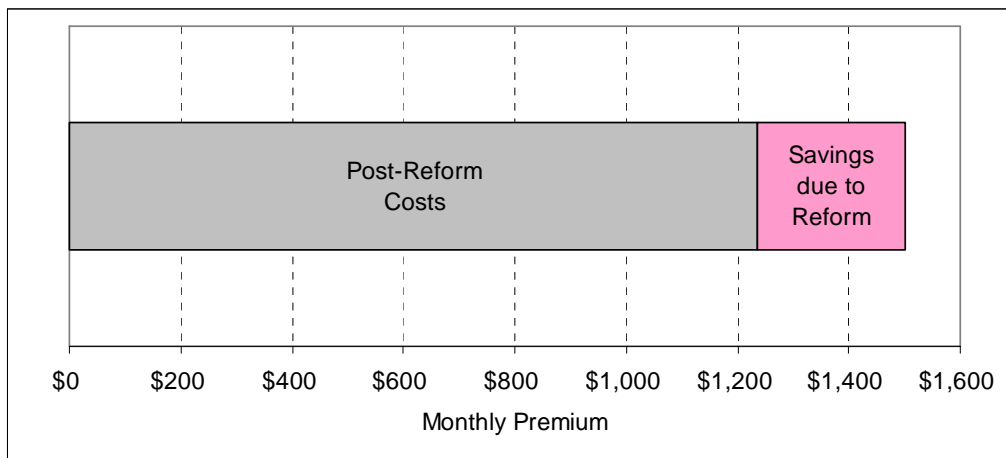 Post-Reform
Costs
Savings
due to
Reform
$0 $200 $400 $600 $800 $1,000 $1,200 $1,400 $1,600
Monthly Premium